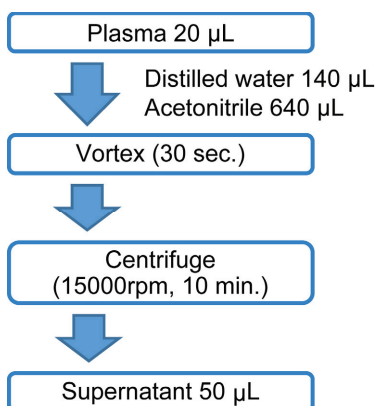 Plasma 20 µL
Distilled water 140 µL
Acetonitrile 640 µL
Vortex (30 sec.)
Centrifuge
(15000rpm, 10 min.)
Supernatant 50 µL